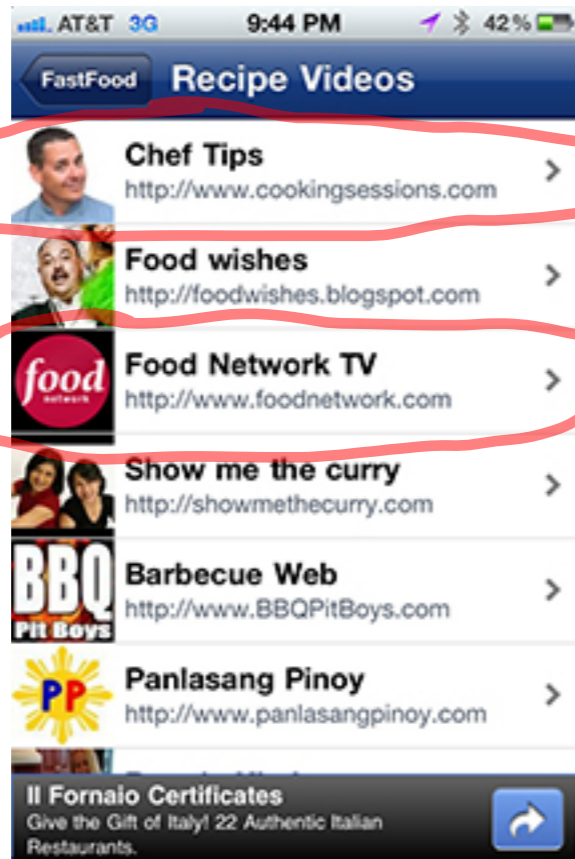 AT&T 3G 9:44 PM 42%
FastFood Recipe Videos
Chef Tips
http://www.cookingsessions.com
Food wishes
http://foodwishes.blogspot.com
food
network
Food Network TV
http://www.foodnetwork.com
Show me the curry
http://showmethecurry.com
BBQ
Pit Boys
Barbecue Web
http://www.BBQPitBoys.com
PP
Panlasang Pinoy
http://www.panlasangpinoy.com
Il Fornaio Certificates
Give the Gift of Italy! 22 Authentic Italian
Restaurants.